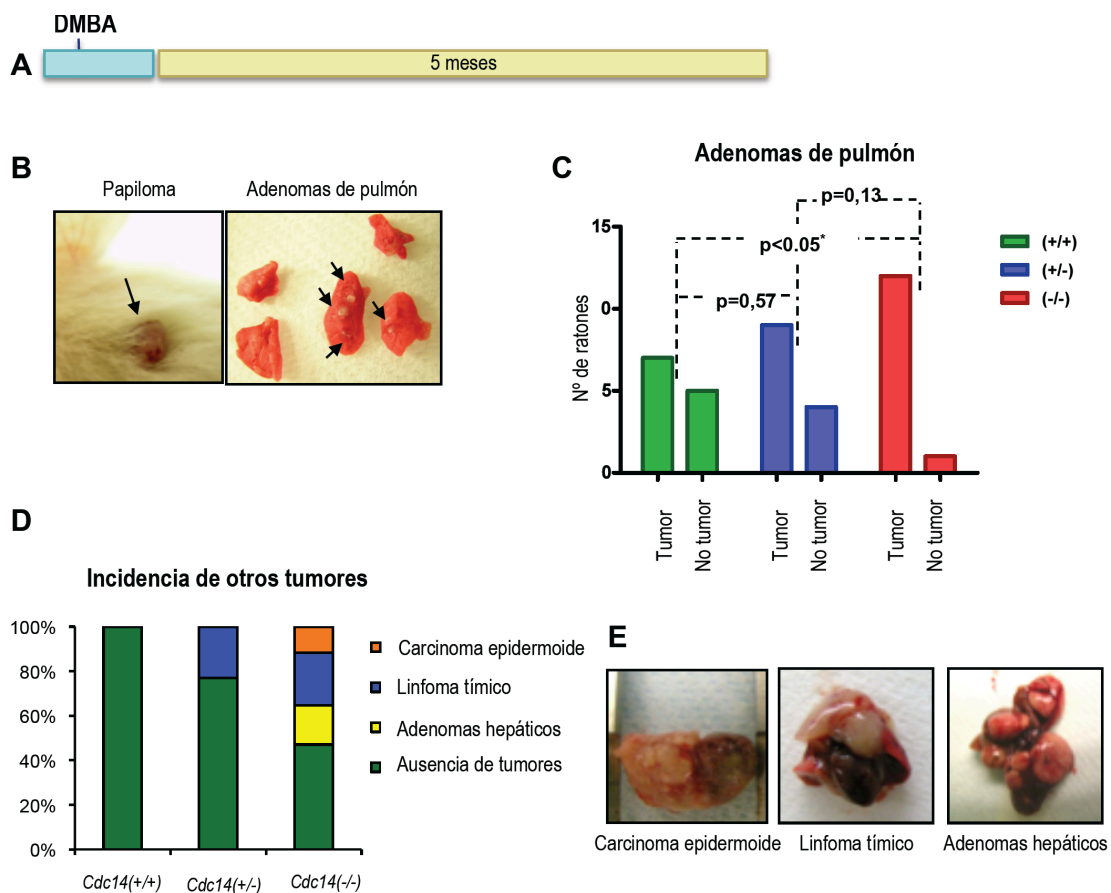 DMBA
A
5 meses
B
Papiloma
Adenomas de pulmón
C
Adenomas de pulmón
p=0,13
p<0.05*
p=0,57
15
0
5
0
Nº de ratones
Tumor
No tumor
Tumor
No tumor
Tumor
No tumor
(+/+)
(+/-)
(-/-)
D
Incidencia de otros tumores
100%
80%
60%
40%
20%
0%
Cdc14(+/+)
Cdc14(+/-)
Cdc14(-/-)
Carcinoma epidermoide
Linfoma tímico
Adenomas hepáticos
Ausencia de tumores
E
Carcinoma epidermoide
Linfoma tímico
Adenomas hepáticos